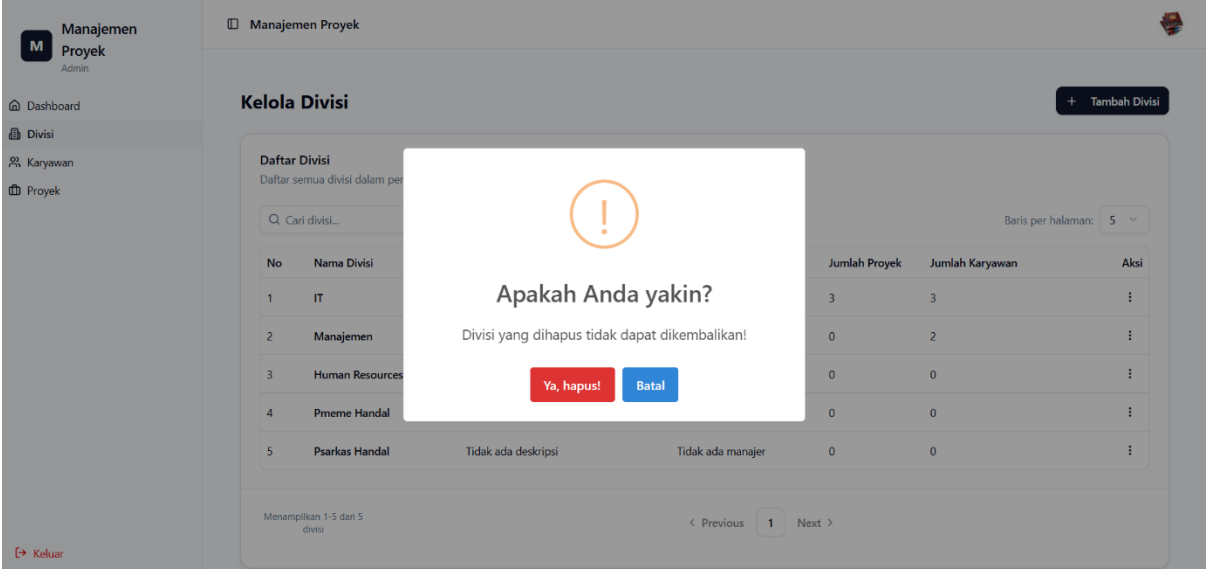 M
Manajemen
Proyek
Admin
Dashboard
Divisi
Karyawan
Proyek
Keluar
Manajemen Proyek
Kelola Divisi
+ Tambah Divisi
Daftar Divisi
Daftar semua divisi dalam per
Cari divisi...
Baris per halaman: 5
No Nama Divisi Jumlah Proyek Jumlah Karyawan Aksi
1 IT 3 3
2 Manajemen 0 2
3 Human Resources 0 0
4 Pmeme Handal 0 0
5 Psarkas Handal Tidak ada deskripsi Tidak ada manajer 0 0
!
Apakah Anda yakin?
Divisi yang dihapus tidak dapat dikembalikan!
Ya, hapus! Batal
Menampilkan 1-5 dari 5
divisi
< Previous 1 Next >